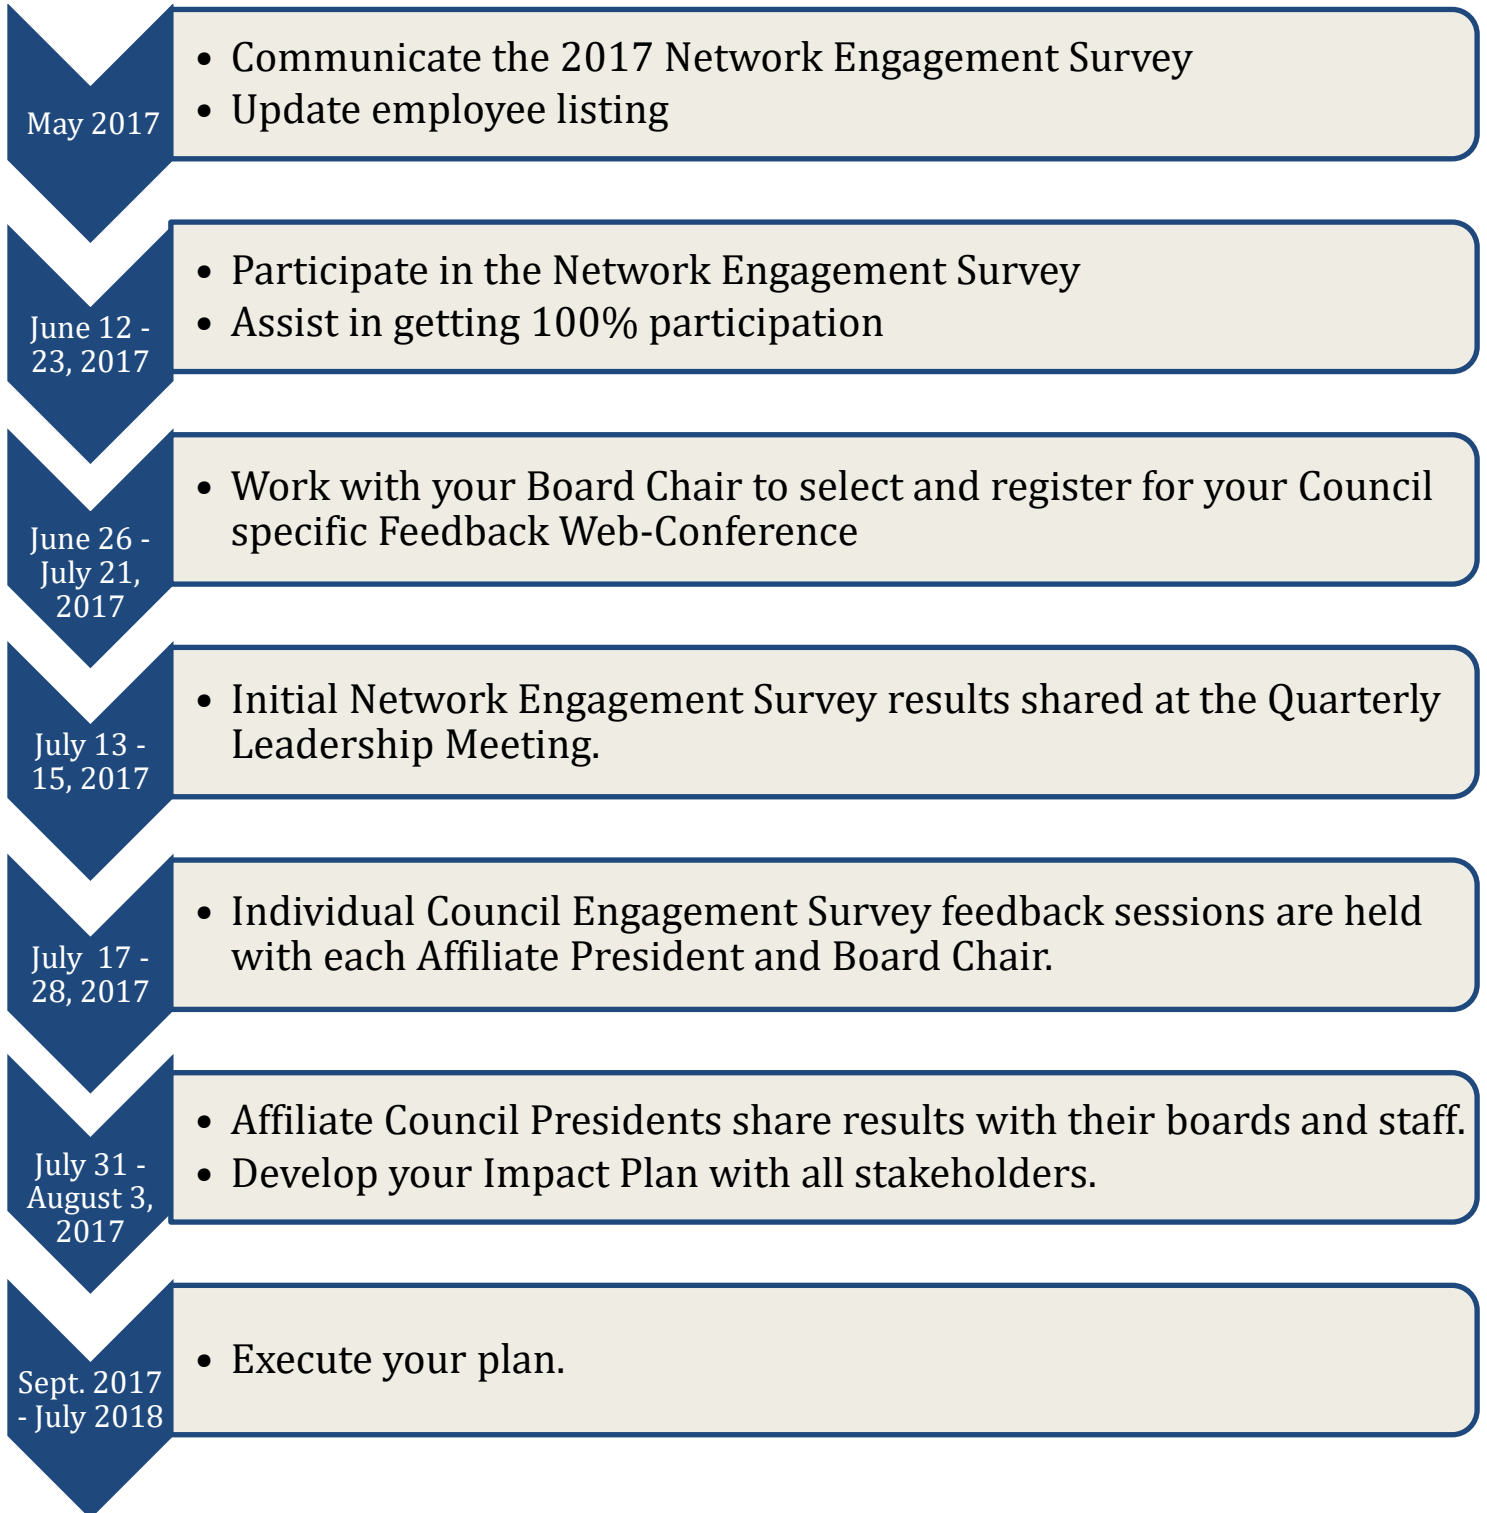 May 2017
• Communicate the 2017 Network Engagement Survey
• Update employee listing
June 12 -
23, 2017
• Participate in the Network Engagement Survey
• Assist in getting 100% participation
June 26 -
July 21,
2017
• Work with your Board Chair to select and register for your Council
specific Feedback Web-Conference
July 13 -
15, 2017
• Initial Network Engagement Survey results shared at the Quarterly
Leadership Meeting.
July 17 -
28, 2017
• Individual Council Engagement Survey feedback sessions are held
with each Affiliate President and Board Chair.
July 31 -
August 3,
2017
• Affiliate Council Presidents share results with their boards and staff.
• Develop your Impact Plan with all stakeholders.
Sept. 2017
- July 2018
• Execute your plan.